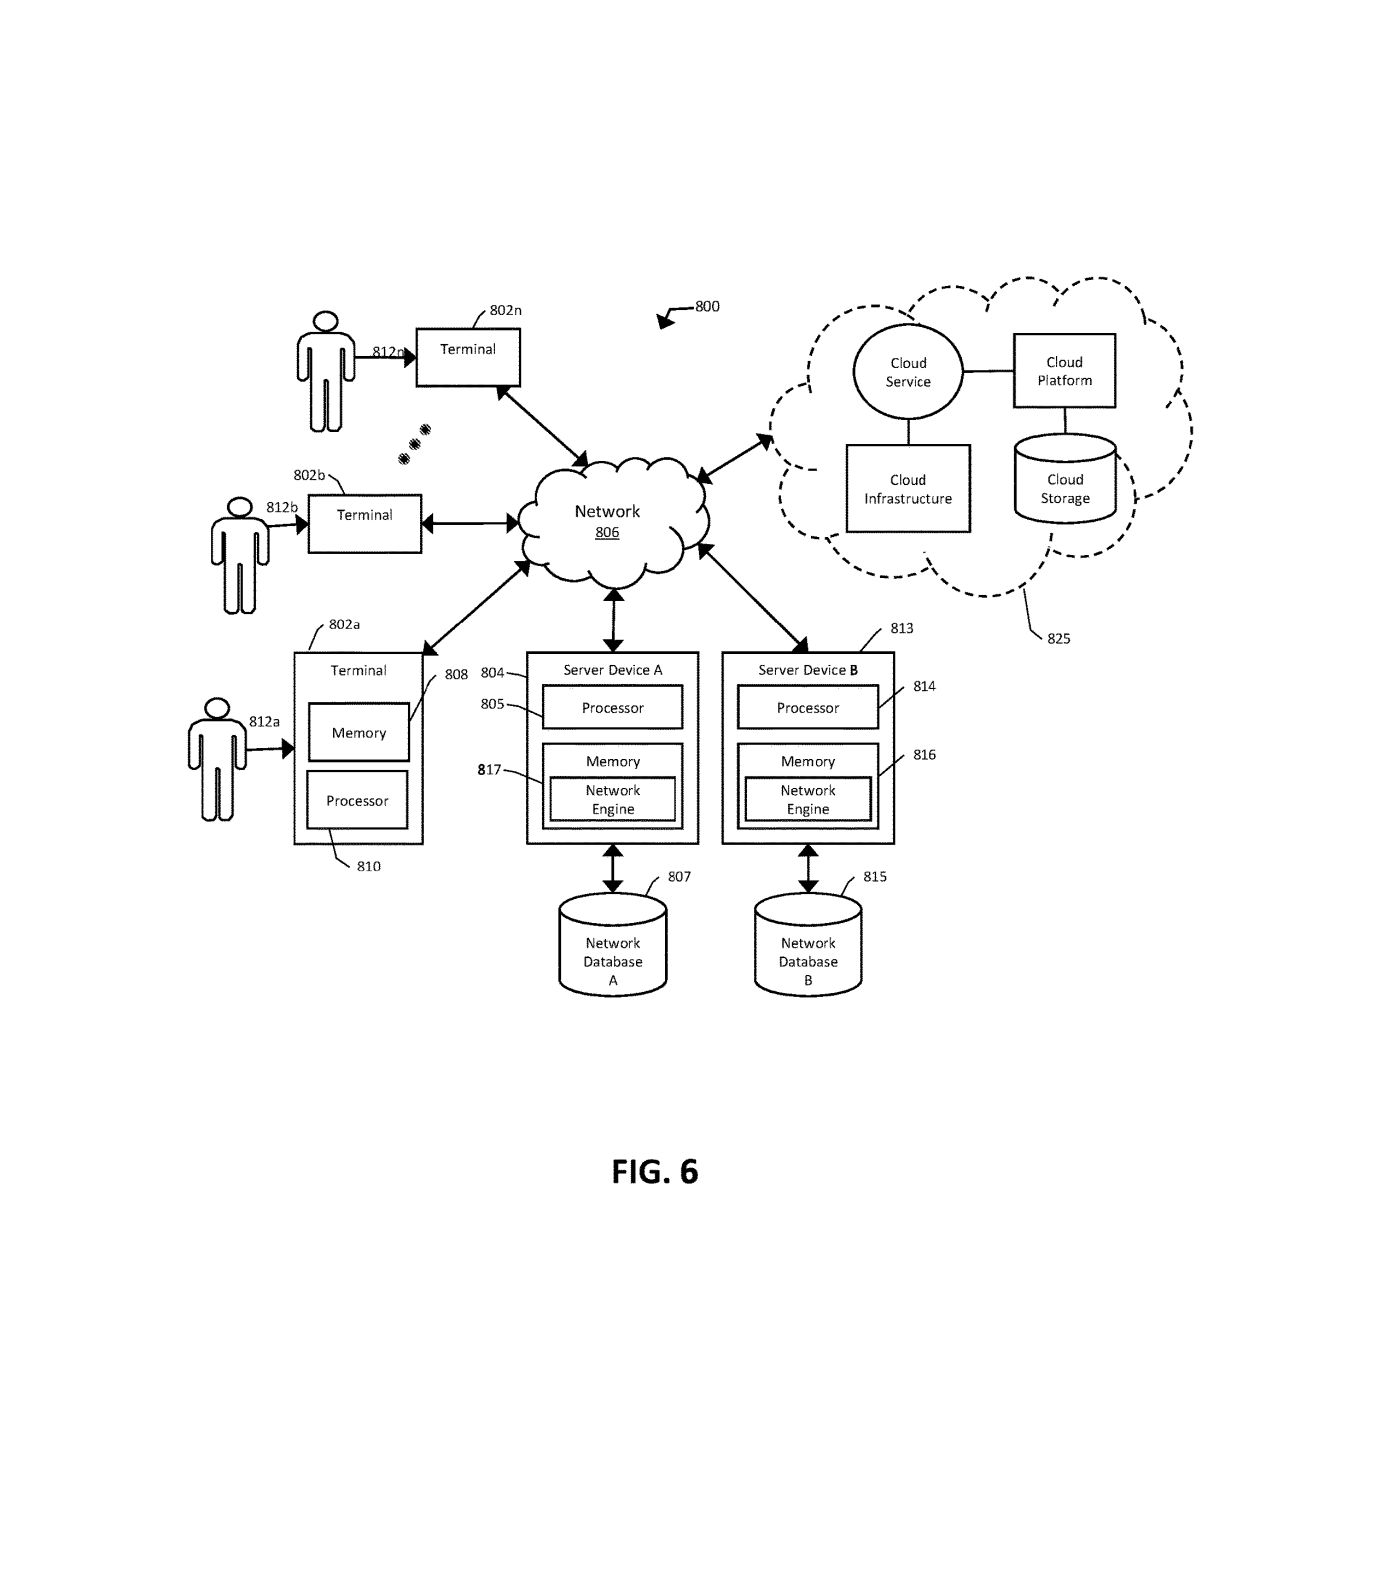 802n
800
812n
Terminal
Cloud
Service
Cloud
Platform
802b
812b
Terminal
Network
806
Cloud
Infrastructure
Cloud
Storage
802a
813
825
Terminal
808
804
Server Device A
Server Device B
805
Processor
Processor
814
812a
Memory
817
Memory
Network
Engine
Memory
Network
Engine
816
Processor
810
807
815
Network
Database
A
Network
Database
B
FIG. 6